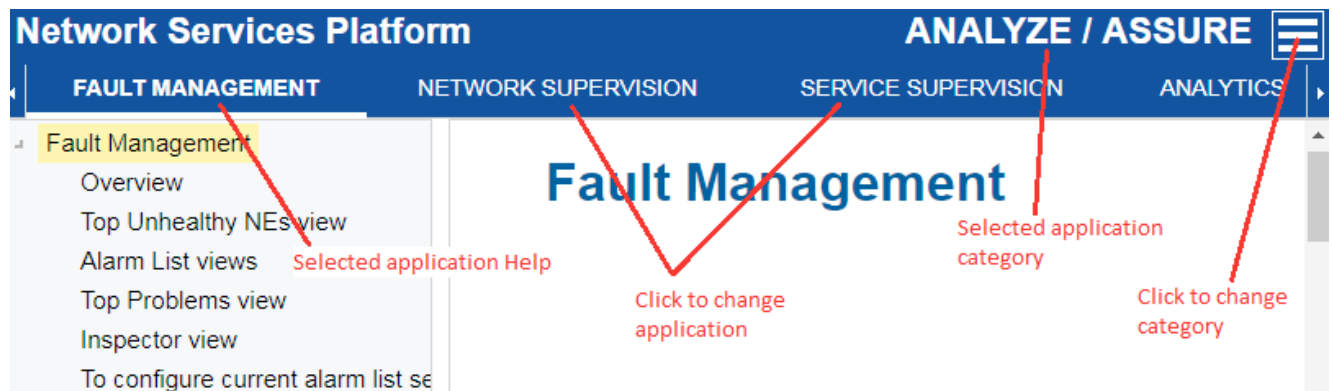 Network Services Platform
ANALYZE / ASSURE
FAULT MANAGEMENT
NETWORK SUPERVISION
SERVICE SUPERVISION
ANALYTICS
Fault Management
Overview
Top Unhealthy NEs view
Alarm List views
Top Problems view
Inspector view
To configure current alarm list se
Fault Management
Selected application Help
Click to change
application
Selected application
category
Click to change
category